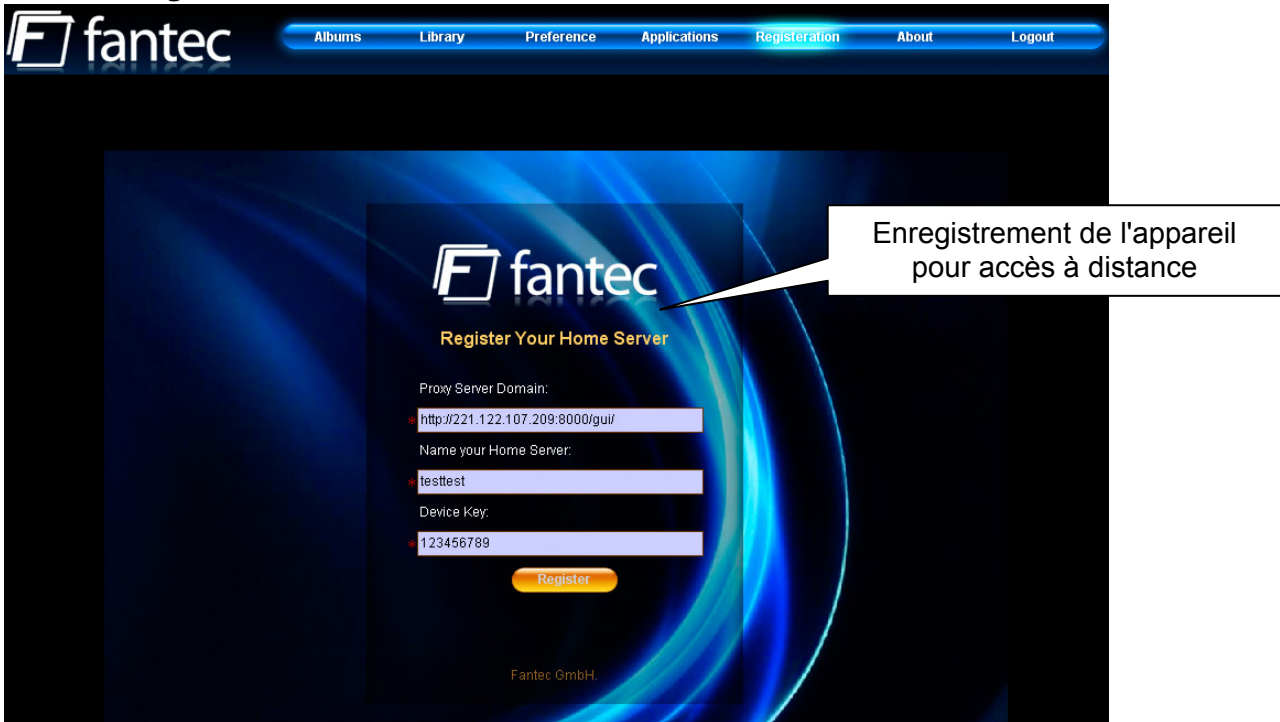 fantec
Albums Library Preference Applications Registeration About Logout
Enregistrement de l'appareil
pour accès à distance
fantec
Register Your Home Server
Proxy Server Domain:
* http://221.122.107.209:8000/gui/
Name your Home Server:
* testtest
Device Key:
* 123456789
Register
Fantec GmbH.